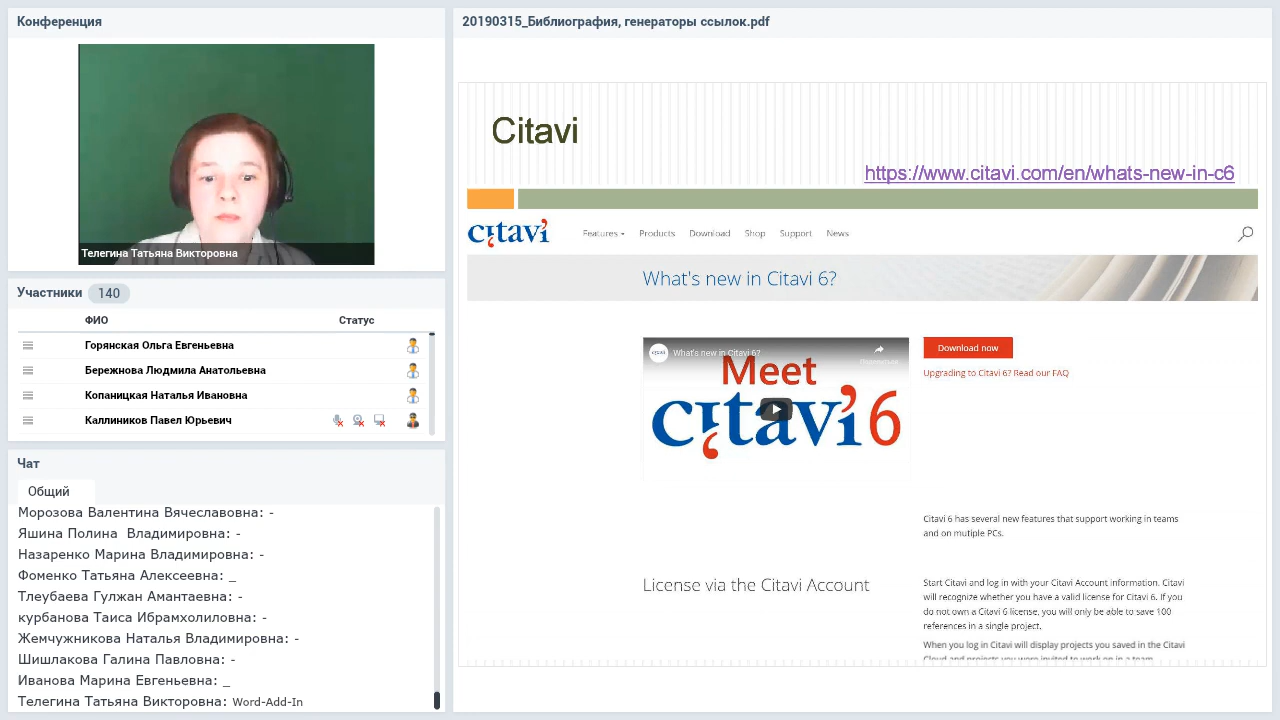 Конференция
Телегина Татьяна Викторовна
Участники 140
ФИО Статус
Горянская Ольга Евгеньевна
Бережнова Людмила Анатольевна
Копаницкая Наталья Ивановна
Каллиников Павел Юрьевич
Чат
Общий
Морозова Валентина Вячеславовна: -
Яшина Полина  Владимировна: -
Назаренко Марина Владимировна: -
Фоменко Татьяна Алексеевна: _
Тлеубаева Гулжан Амантаевна: -
курбанова Таиса Ибрамхолиловна: -
Жемчужникова Наталья Владимировна: -
Шишлакова Галина Павловна: -
Иванова Марина Евгеньевна: _
Телегина Татьяна Викторовна: Word-Add-In
20190315_Библиография, генераторы ссылок.pdf
Citavi
https://www.citavi.com/en/whats-new-in-c6
citavi Features Products Download Shop Support News
What's new in Citavi 6?
What's new in Citavi 6?
Поделиться
Meet
citavi 6
Download now
Upgrading to Citavi 6? Read our FAQ
Citavi 6 has several new features that support working in teams
and on mutiple PCs.
License via the Citavi Account
Start Citavi and log in with your Citavi Account information. Citavi
will recognize whether you have a valid license for Citavi 6. If you
do not own a Citavi 6 license, you will only be able to save 100
references in a single project.
When you log in Citavi will display projects you saved in the Citavi
Cloud and projects you were invited to work on in a team.